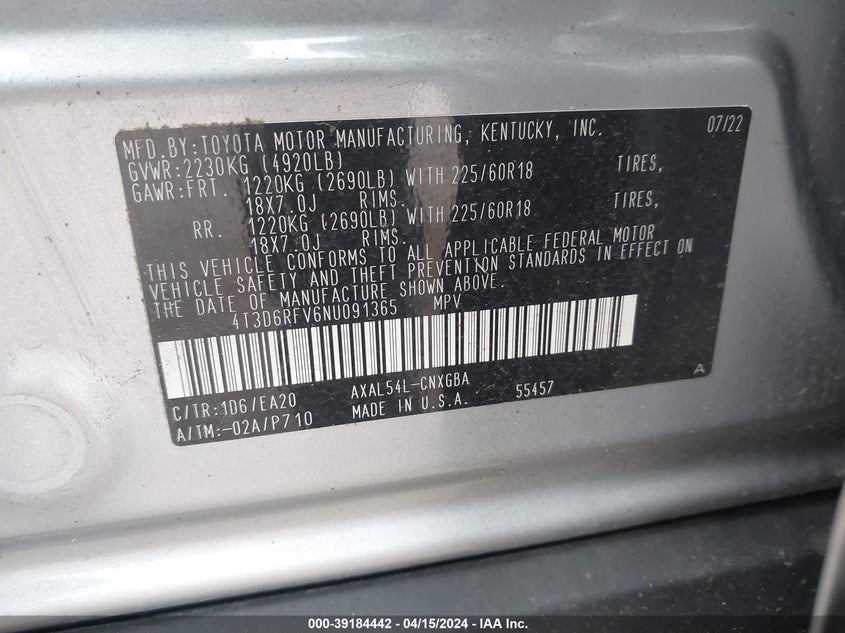 MFD.BY:TOYOTA MOTOR MANUFACTURING, KENTUCKY, INC. 07/22
GVWR:2230KG (4920LB)
GAWR:FRT. 1220KG (2690LB) WITH 225/60R18 TIRES,
18X7.0J RIMS.
RR. 1220KG (2690LB) WITH 225/60R18 TIRES,
18X7.0J RIMS.
THIS VEHICLE CONFORMS TO ALL APPLICABLE FEDERAL MOTOR
VEHICLE SAFETY AND THEFT PREVENTION STANDARDS IN EFFECT ON
THE DATE OF MANUFACTURE SHOWN ABOVE.
4T3D6RFV6NU091365 MPV
A
C/TR:1D6/EA20 AXAL54L-CNXGBA 55457
A/TM:-02A/P710 MADE IN U.S.A.
000-39184442 - 04/15/2024 - IAA Inc.